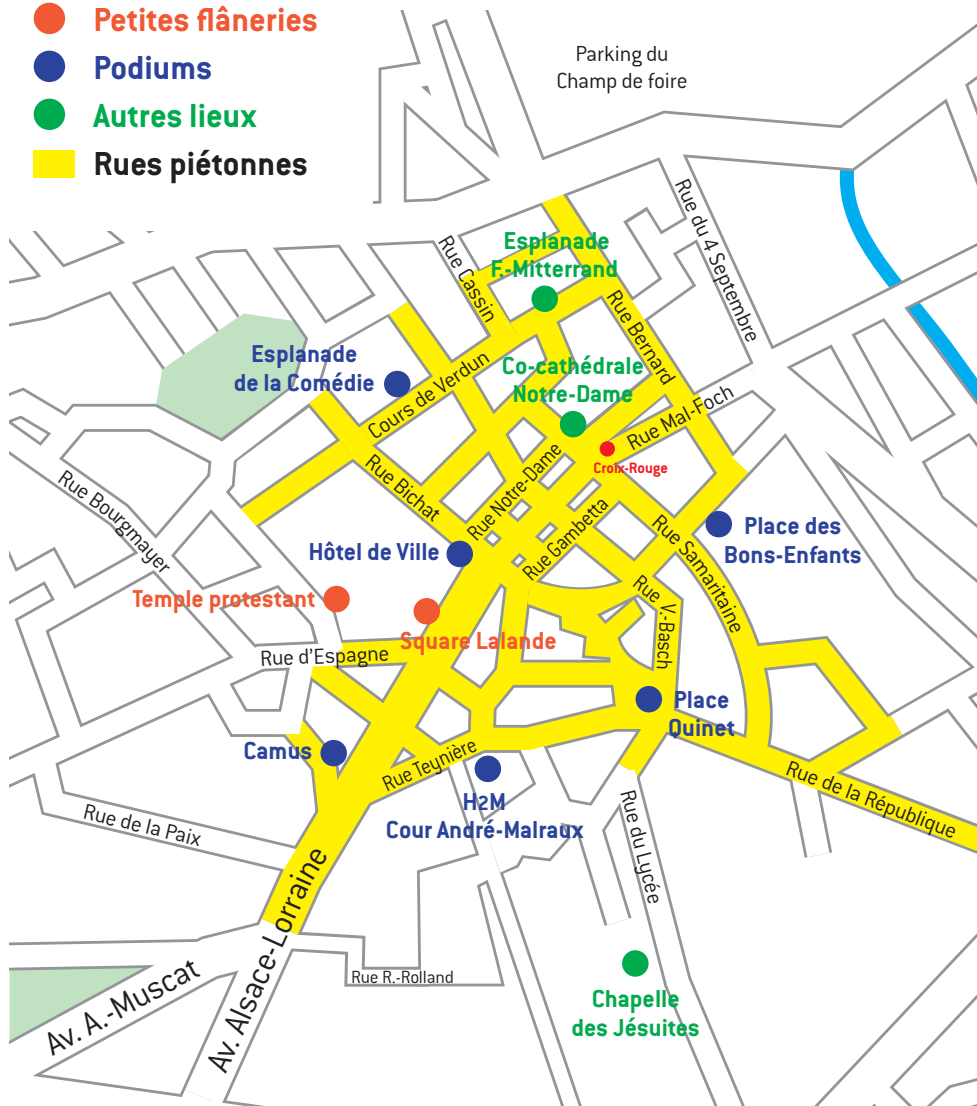 Petites flâneries
Podiums
Autres lieux
Rues piétonnes
Parking du
Champ de foire
Rue du 4 Septembre
Rue Cassin
Esplanade
F.-Mitterrand
Rue Bernard
Esplanade
de la Comédie
Cours de Verdun
Co-cathédrale
Notre-Dame
Rue Mal-Foch
Croix-Rouge
Rue Bourgmayer
Rue Bichat
Rue Notre-Dame
Rue Gambetta
Rue Samaritaine
Place des
Bons-Enfants
Hôtel de Ville
Temple protestant
Square Lalande
Rue V.-Basch
Rue d'Espagne
Place
Quinet
Camus
Rue Teynière
H2M
Cour André-Malraux
Rue de la République
Rue de la Paix
Rue du Lycée
Av. Alsace-Lorraine
Rue R.-Rolland
Av. A.-Muscat
Chapelle
des Jésuites